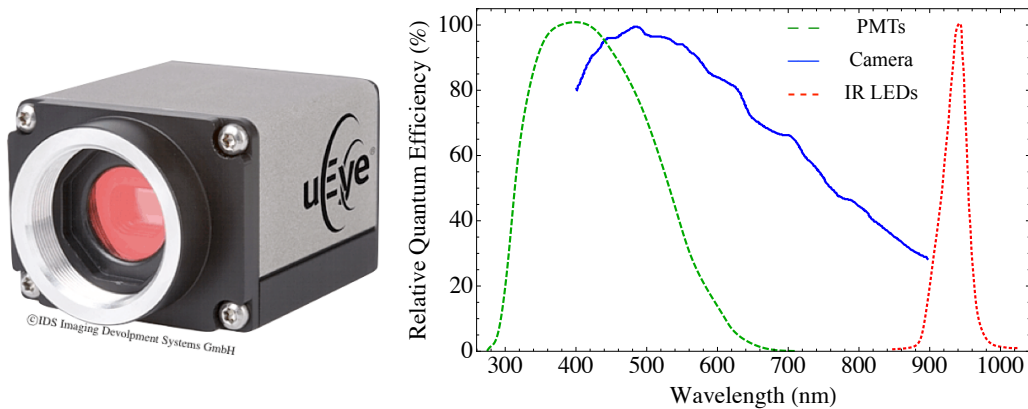 uEye®
©IDS Imaging Devolpment Systems GmbH
Relative Quantum Efficiency (%)
100
80
60
40
20
0
300 400 500 600 700 800 900 1000
Wavelength (nm)
PMTs
Camera
IR LEDs